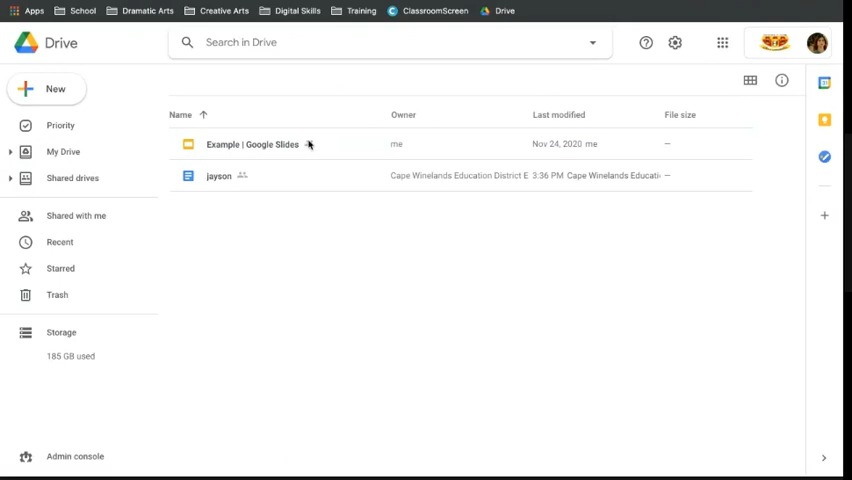 Apps School Dramatic Arts Creative Arts Digital Skills Training ClassroomScreen Drive
Drive Search in Drive
New
Name Owner Last modified File size
Priority
Example | Google Slides me Nov 24, 2020 me —
My Drive
jayson Cape Winelands Education District E 3:36 PM Cape Winelands Educati —
Shared drives
Shared with me
Recent
Starred
Trash
Storage
185 GB used
Admin console